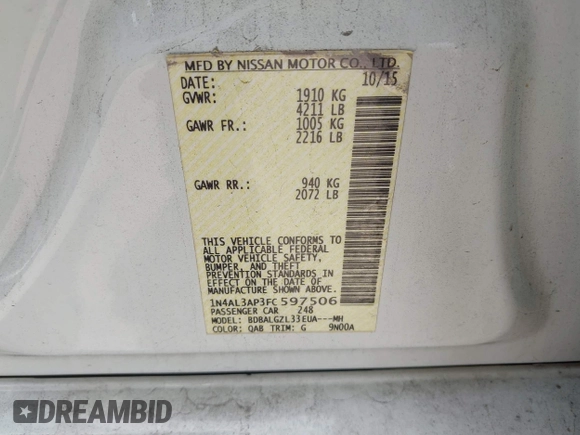 MFD BY NISSAN MOTOR CO., LTD.
DATE: 10/15
GVWR: 1910 KG
4211 LB
GAWR FR.: 1005 KG
2216 LB
GAWR RR.: 940 KG
2072 LB
THIS VEHICLE CONFORMS TO
ALL APPLICABLE FEDERAL
MOTOR VEHICLE SAFETY,
BUMPER, AND THEFT
PREVENTION STANDARDS IN
EFFECT ON THE DATE OF
MANUFACTURE SHOWN ABOVE.
1N4AL3AP3FC597506
PASSENGER CAR 248
MODEL: BDBALGZL33EUA---MH
COLOR: QAB TRIM: G 9N00A
DREAMBID